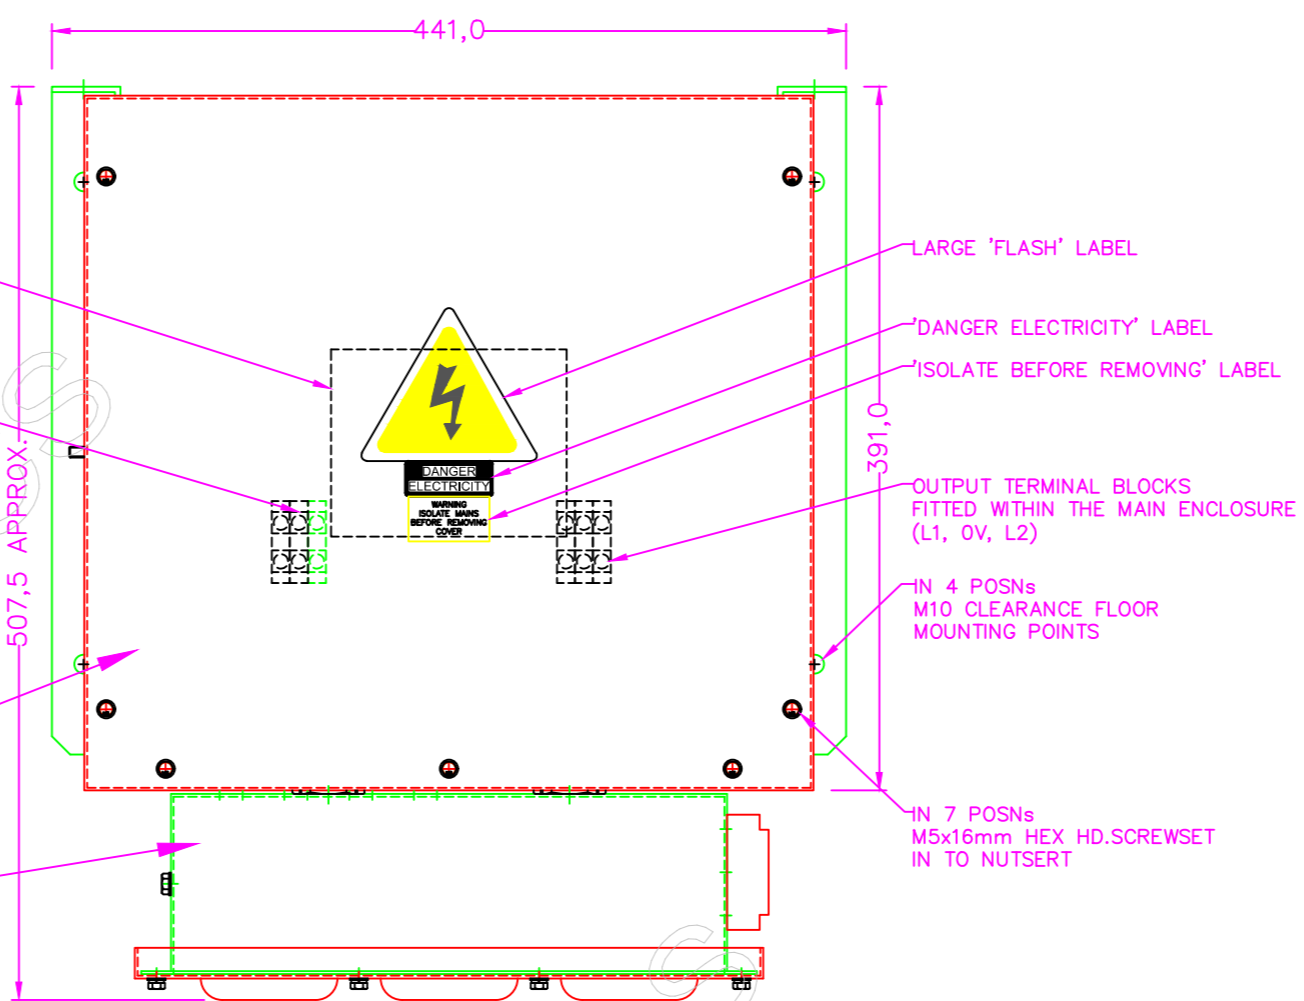 441,0
LARGE 'FLASH' LABEL
'DANGER ELECTRICITY' LABEL
'ISOLATE BEFORE REMOVING' LABEL
391,0
507,5 APPROX.
DANGER
ELECTRICITY
WARNING
ISOLATE MAINS
BEFORE REMOVING
COVER
OUTPUT TERMINAL BLOCKS
FITTED WITHIN THE MAIN ENCLOSURE
(L1, 0V, L2)
IN 4 POSNs
M10 CLEARANCE FLOOR
MOUNTING POINTS
IN 7 POSNs
M5x16mm HEX HD.SCREWSET
IN TO NUTSERT